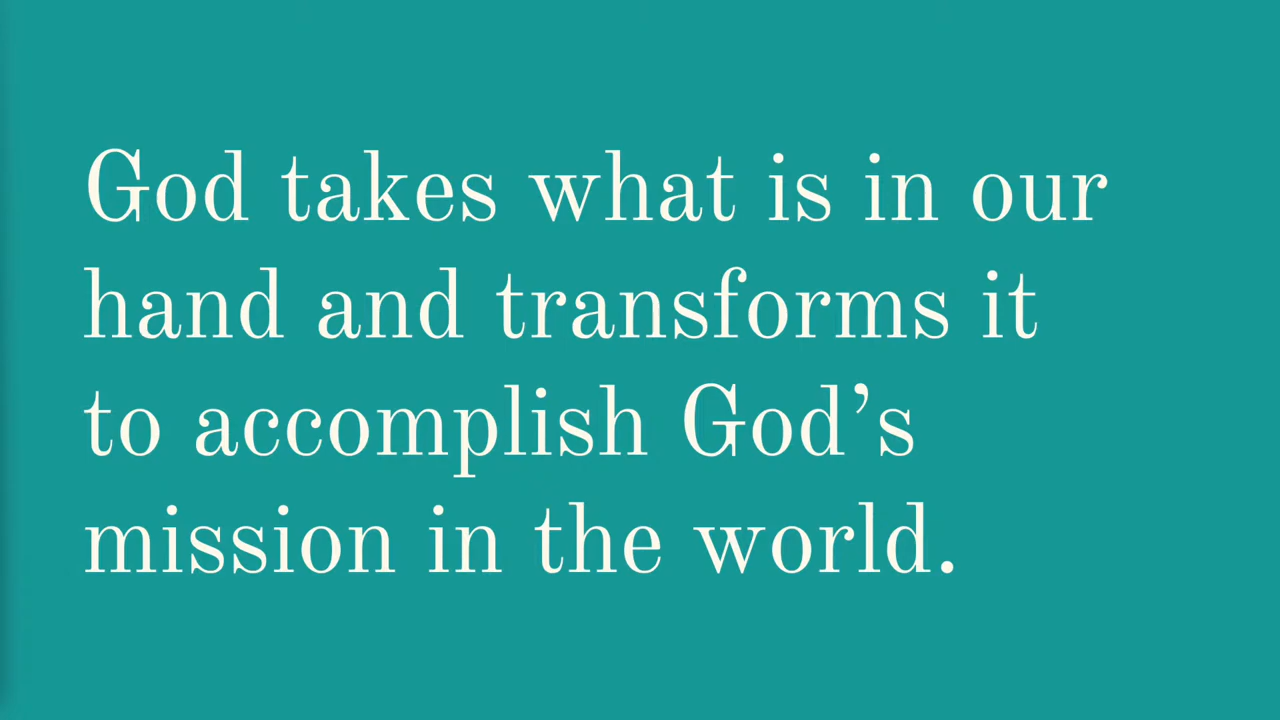 God takes what is in our
hand and transforms it
to accomplish God’s
mission in the world.